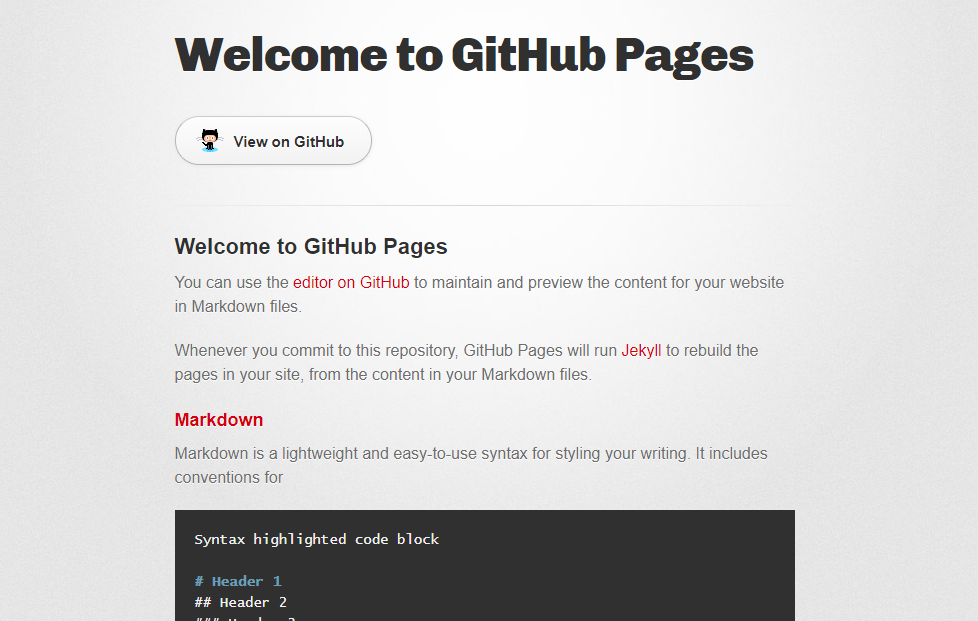 Welcome to GitHub Pages
View on GitHub
Welcome to GitHub Pages
You can use the editor on GitHub to maintain and preview the content for your website
in Markdown files.
Whenever you commit to this repository, GitHub Pages will run Jekyll to rebuild the
pages in your site, from the content in your Markdown files.
Markdown
Markdown is a lightweight and easy-to-use syntax for styling your writing. It includes
conventions for
Syntax highlighted code block
# Header 1
## Header 2
### Header 3